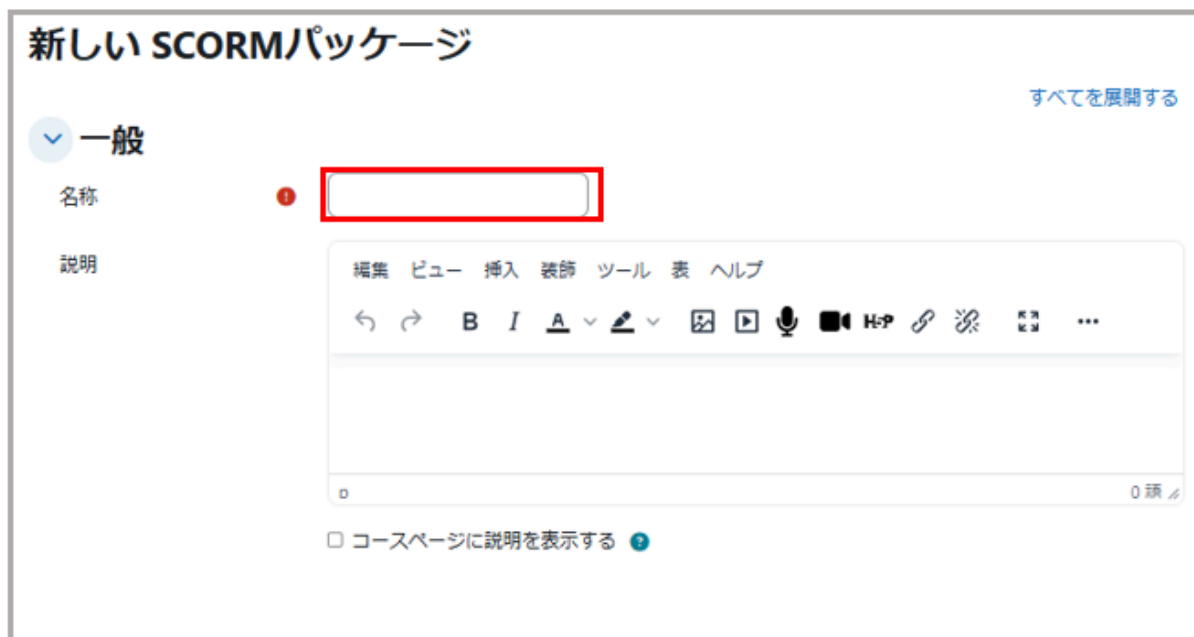 新しい SCORMパッケージ
すべてを展開する
一般
名称
説明
編集 ビュー 挿入 装飾 ツール 表 ヘルプ
B I A H5P
p 0 語
コースページに説明を表示する